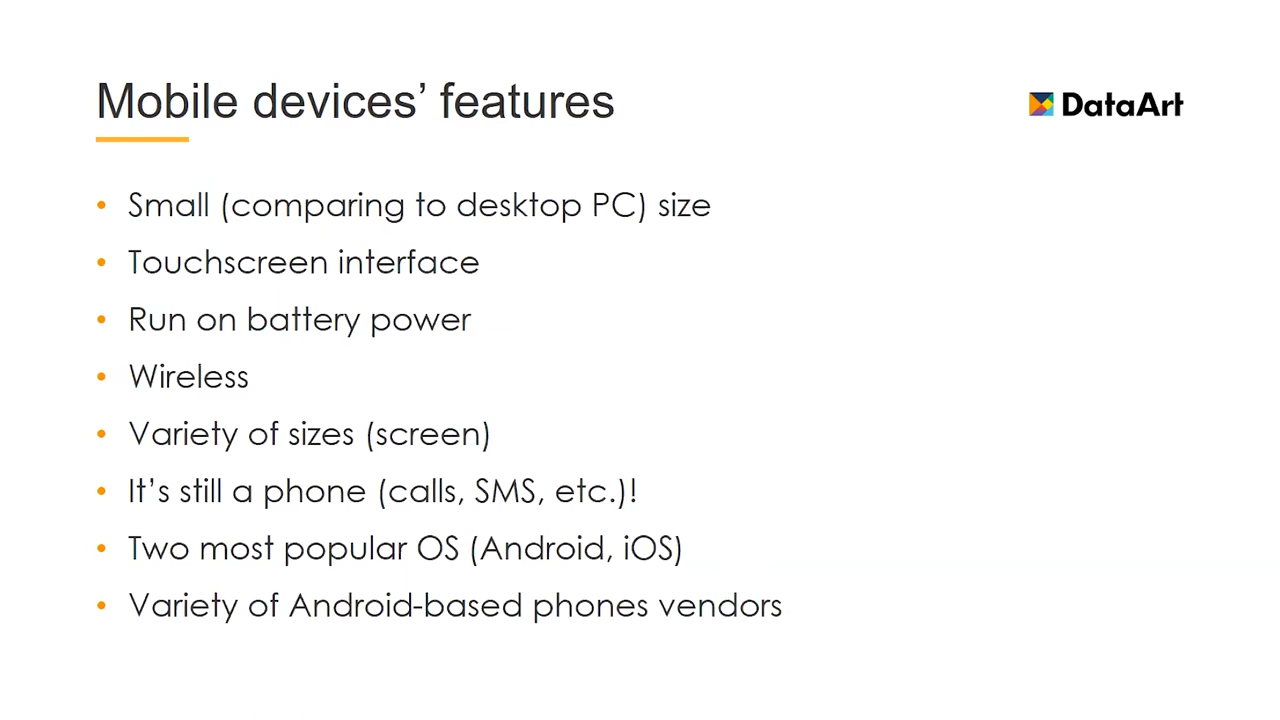 Mobile devices’ features
DataArt
• Small (comparing to desktop PC) size
• Touchscreen interface
• Run on battery power
• Wireless
• Variety of sizes (screen)
• It’s still a phone (calls, SMS, etc.)!
• Two most popular OS (Android, iOS)
• Variety of Android-based phones vendors